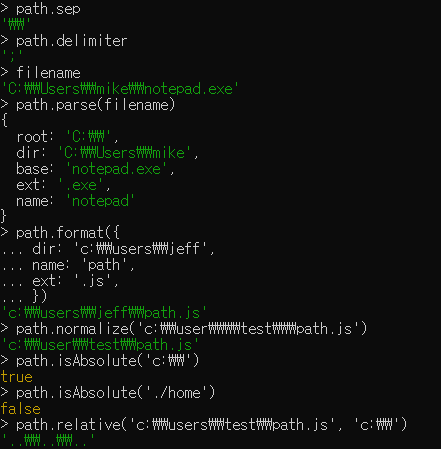 > path.sep
'₩₩'
> path.delimiter
';'
> filename
'C:₩₩Users₩₩mike₩₩notepad.exe'
> path.parse(filename)
{
root: 'C:₩₩',
dir: 'C:₩₩Users₩₩mike',
base: 'notepad.exe',
ext: '.exe',
name: 'notepad'
}
> path.format({
... dir: 'c:₩₩users₩₩jeff',
... name: 'path',
... ext: '.js',
... })
'c:₩₩users₩₩jeff₩₩path.js'
> path.normalize('c:₩₩user₩₩₩₩test₩₩₩path.js')
'c:₩₩user₩₩test₩₩path.js'
> path.isAbsolute('c:₩₩')
true
> path.isAbsolute('./home')
false
> path.relative('c:₩₩users₩₩test₩₩path.js', 'c:₩₩')
'..₩₩..₩₩..'